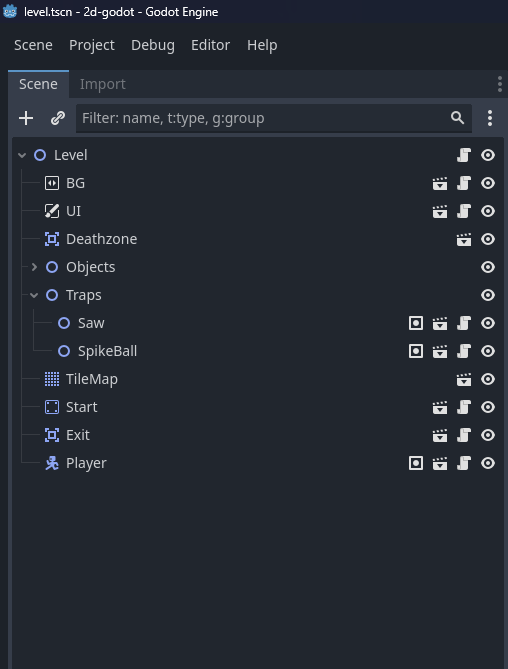 level.tscn - 2d-godot - Godot Engine
Scene Project Debug Editor Help
Scene Import
Filter: name, t:type, g:group
Level
BG
UI
Deathzone
Objects
Traps
Saw
SpikeBall
TileMap
Start
Exit
Player